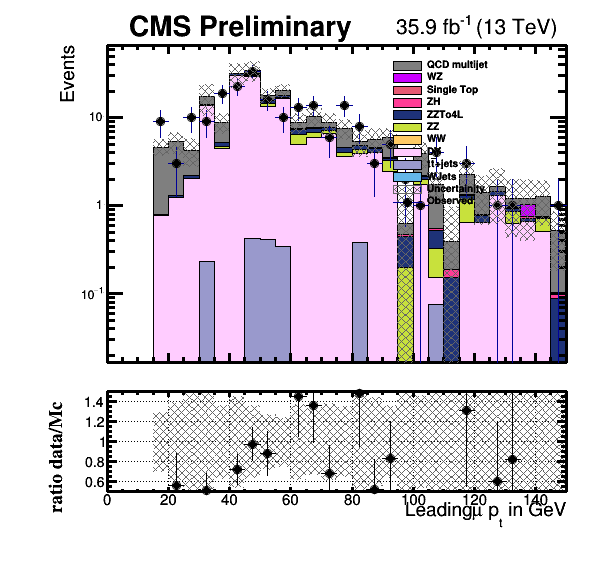 CMS Preliminary 35.9 fb⁻¹ (13 TeV)
Events
10
1
10⁻¹
QCD multijet
WZ
Single Top
ZH
ZZTo4L
ZZ
WW
tt+jets
WJets
Uncertainity
Observed
ratio data/Mc
1.4
1.2
1
0.8
0.6
0 20 40 60 80 100 120 140
Leadingμ pt in GeV